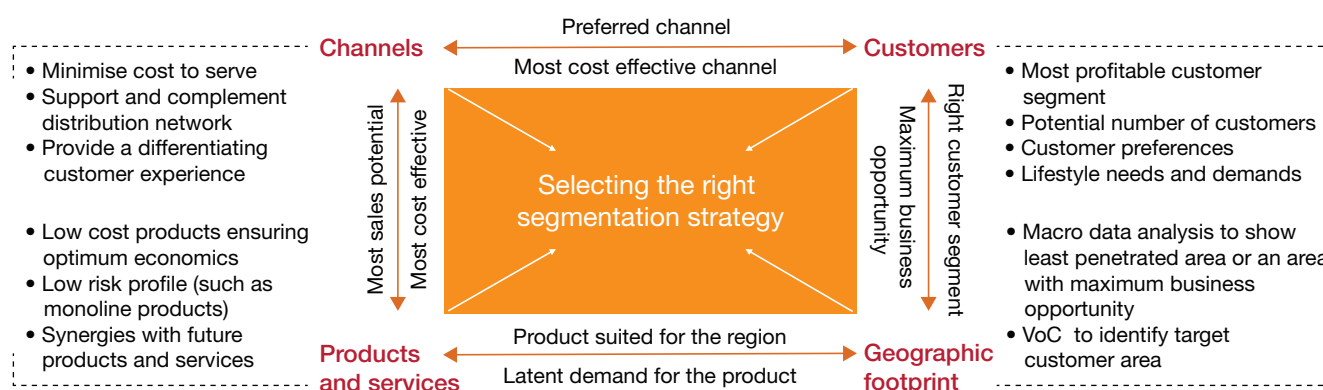 Preferred channel
Channels
Customers
Most cost effective channel
• Minimise cost to serve
• Support and complement
distribution network
• Provide a differentiating
customer experience
• Low cost products ensuring
optimum economics
• Low risk profile (such as
monoline products)
• Synergies with future
products and services
Most sales potential
Most cost effective
Selecting the right
segmentation strategy
Maximum business
opportunity
Right customer segment
• Most profitable customer
segment
• Potential number of customers
• Customer preferences
• Lifestyle needs and demands
• Macro data analysis to show
least penetrated area or an area
with maximum business
opportunity
• VoC to identify target
customer area
Products
and services
Product suited for the region
Latent demand for the product
Geographic
footprint